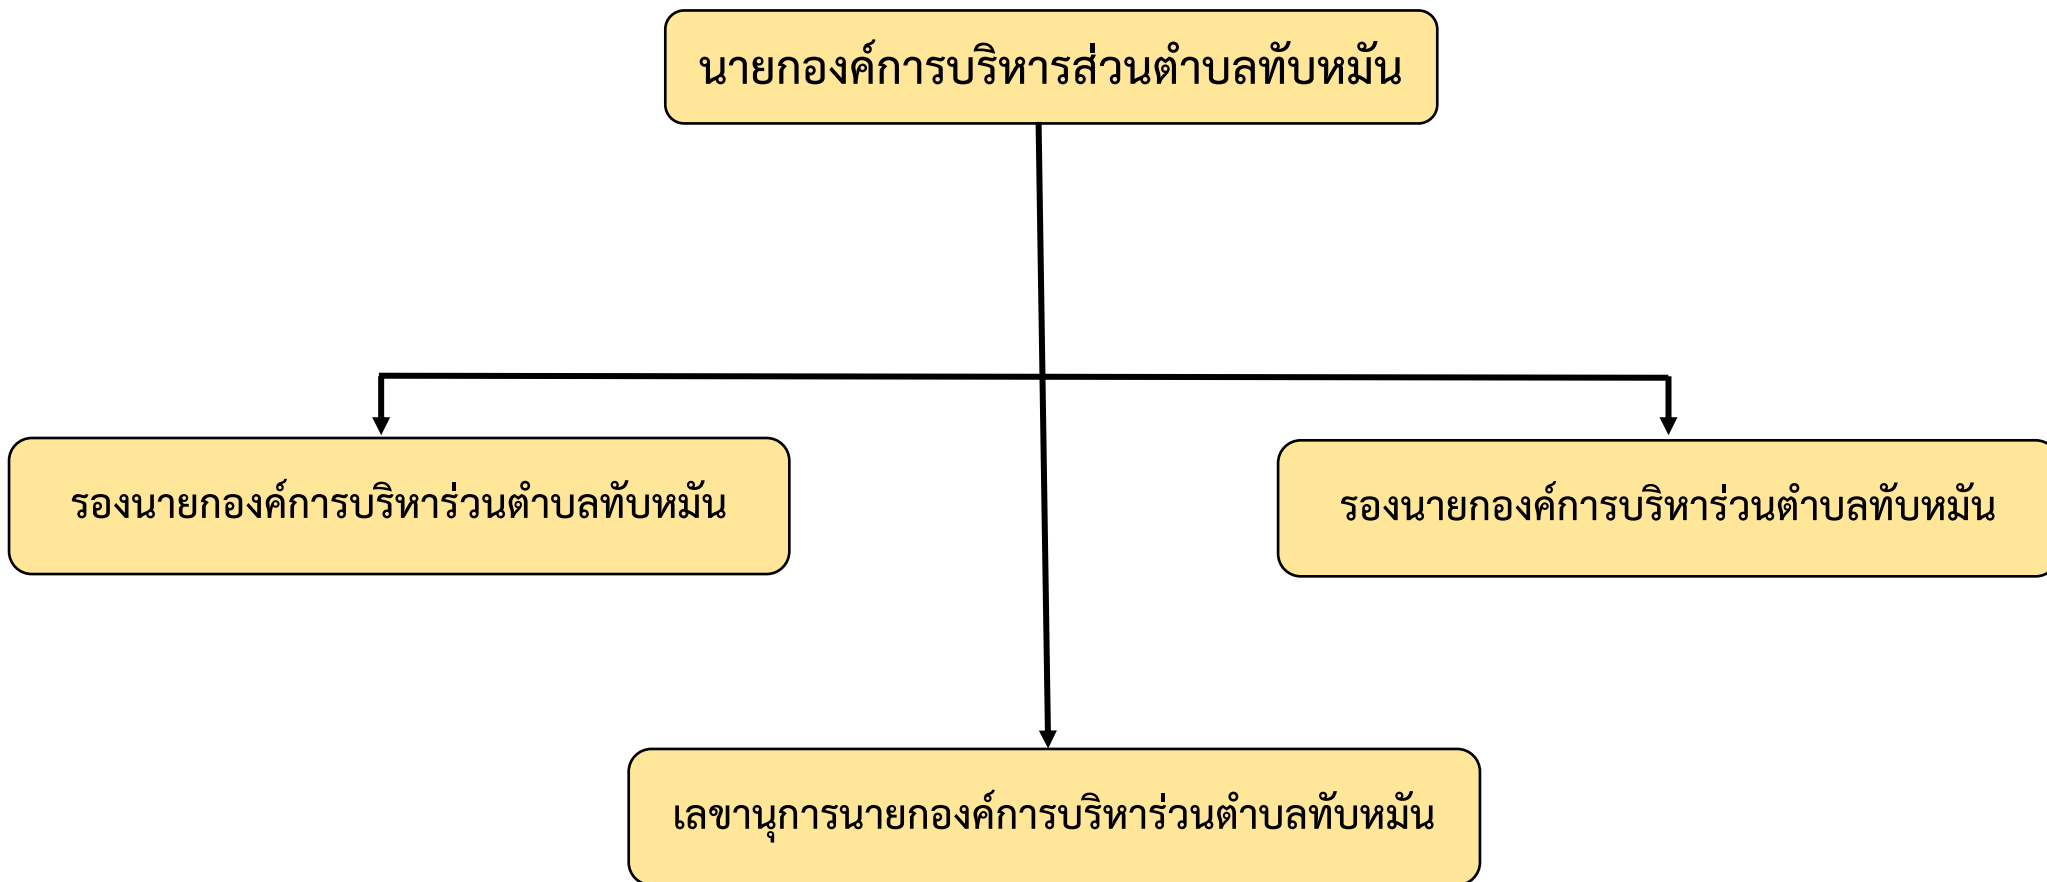 นายกองค์การบริหารส่วนตำบลทับหมัน
รองนายกองค์การบริหาร่วนตำบลทับหมัน
รองนายกองค์การบริหาร่วนตำบลทับหมัน
เลขานุการนายกองค์การบริหาร่วนตำบลทับหมัน